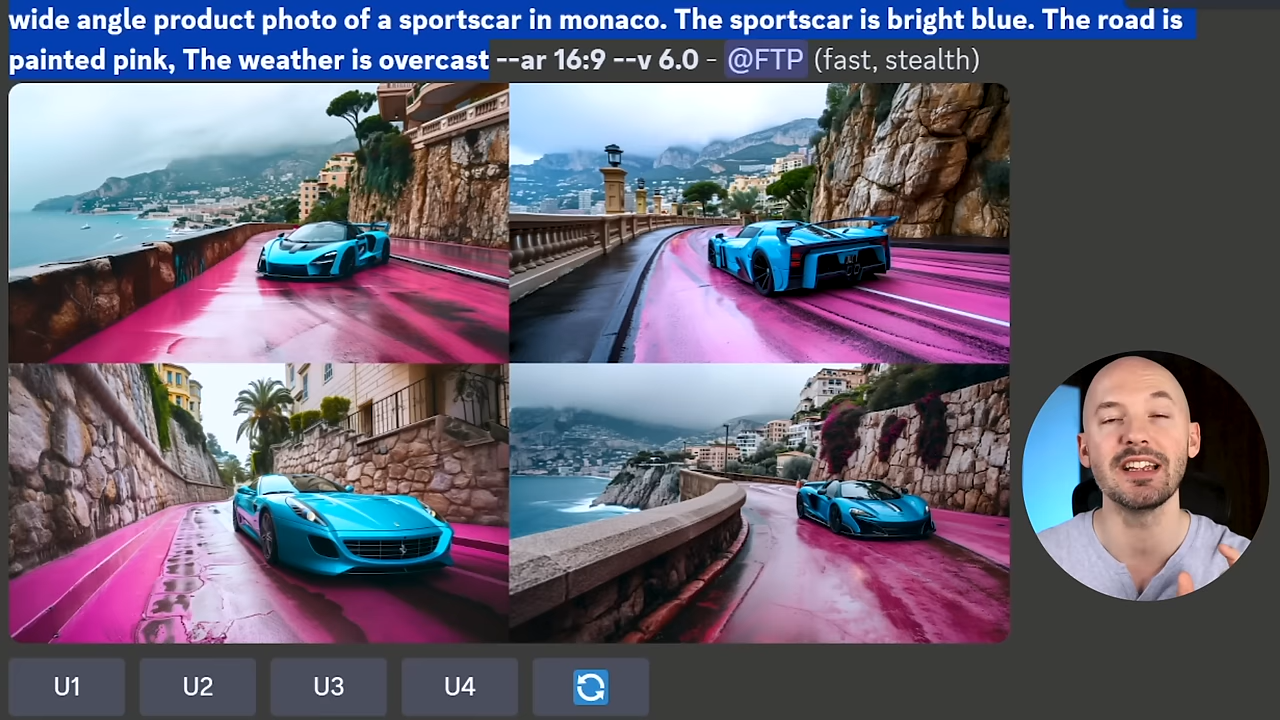 wide angle product photo of a sportscar in monaco. The sportscar is bright blue. The road is
painted pink, The weather is overcast --ar 16:9 --v 6.0 - @FTP (fast, stealth)
U1 U2 U3 U4